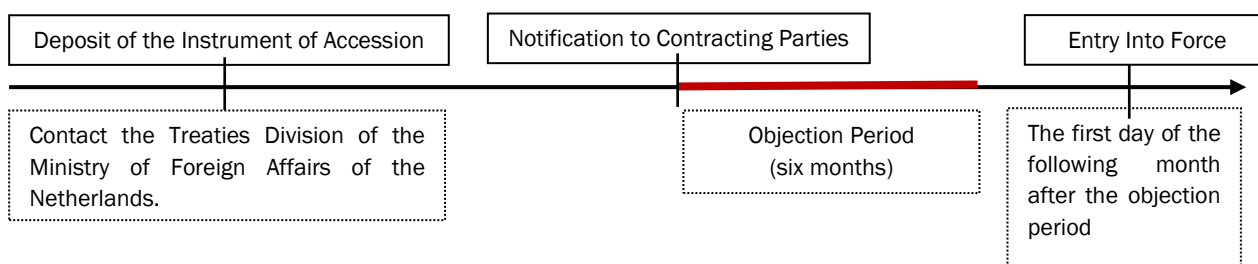 Deposit of the Instrument of Accession
Notification to Contracting Parties
Entry Into Force
Contact the Treaties Division of the
Ministry of Foreign Affairs of the
Netherlands.
Objection Period
(six months)
The first day of the
following month
after the objection
period